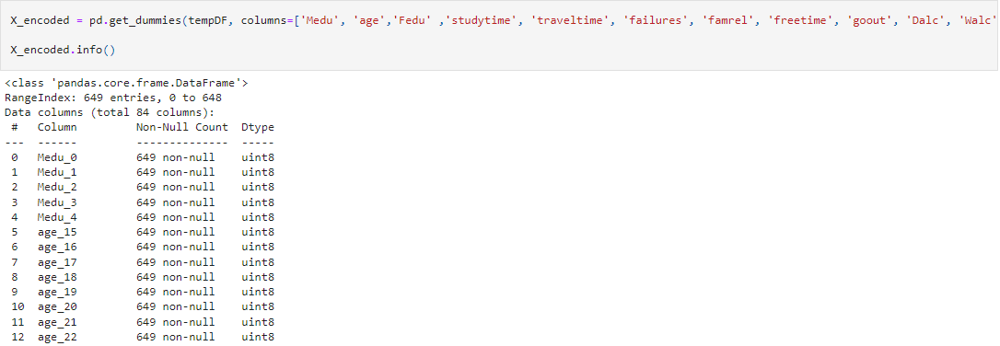 X_encoded = pd.get_dummies(tempDF, columns=['Medu', 'age','Fedu' ,'studytime', 'traveltime', 'failures', 'famrel', 'freetime', 'goout', 'Dalc', 'Walc'
X_encoded.info()
<class 'pandas.core.frame.DataFrame'>
RangeIndex: 649 entries, 0 to 648
Data columns (total 84 columns):
 #   Column         Non-Null Count  Dtype
---  ------         --------------  -----
 0   Medu_0         649 non-null    uint8
 1   Medu_1         649 non-null    uint8
 2   Medu_2         649 non-null    uint8
 3   Medu_3         649 non-null    uint8
 4   Medu_4         649 non-null    uint8
 5   age_15         649 non-null    uint8
 6   age_16         649 non-null    uint8
 7   age_17         649 non-null    uint8
 8   age_18         649 non-null    uint8
 9   age_19         649 non-null    uint8
 10  age_20         649 non-null    uint8
 11  age_21         649 non-null    uint8
 12  age_22         649 non-null    uint8